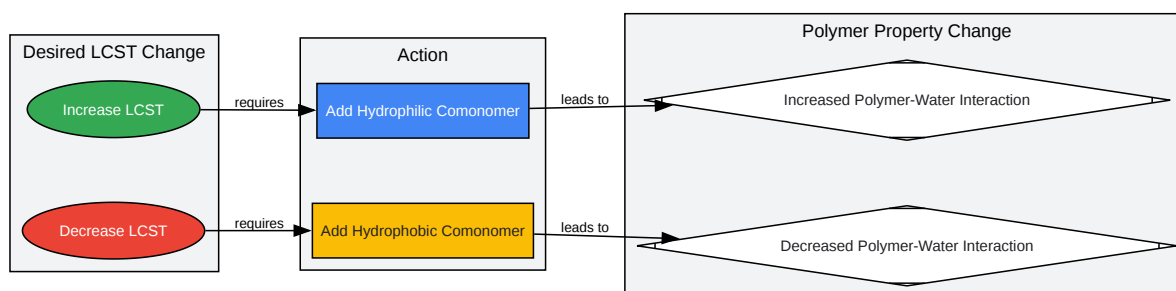 Desired LCST Change
Action
Polymer Property Change
Increase LCST
requires
Add Hydrophilic Comonomer
leads to
Increased Polymer-Water Interaction
Decrease LCST
requires
Add Hydrophobic Comonomer
leads to
Decreased Polymer-Water Interaction